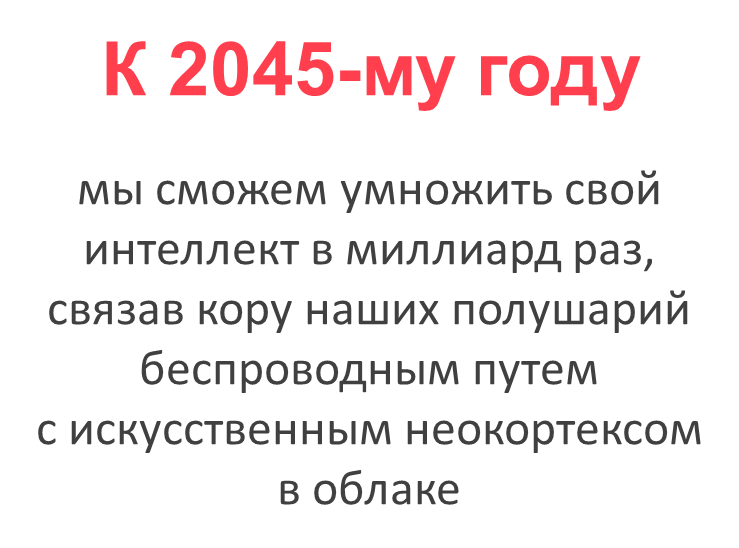 К 2045-му году
мы сможем умножить свой
интеллект в миллиард раз,
связав кору наших полушарий
беспроводным путем
с искусственным неокортексом
в облаке